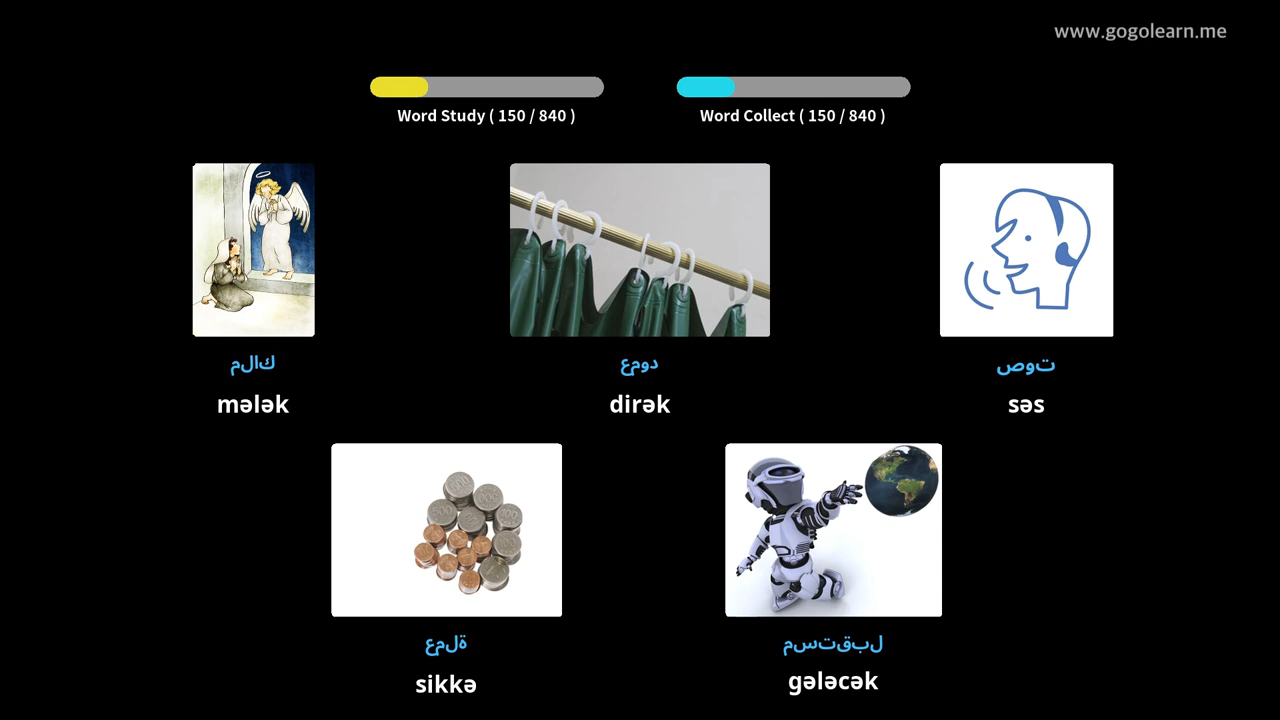 www.gogolearn.me
Word Study ( 150 / 840 )
Word Collect ( 150 / 840 )
ملاك
mələk
عمود
dirək
صوت
səs
عملة
sikkə
مستقبل
gələcək